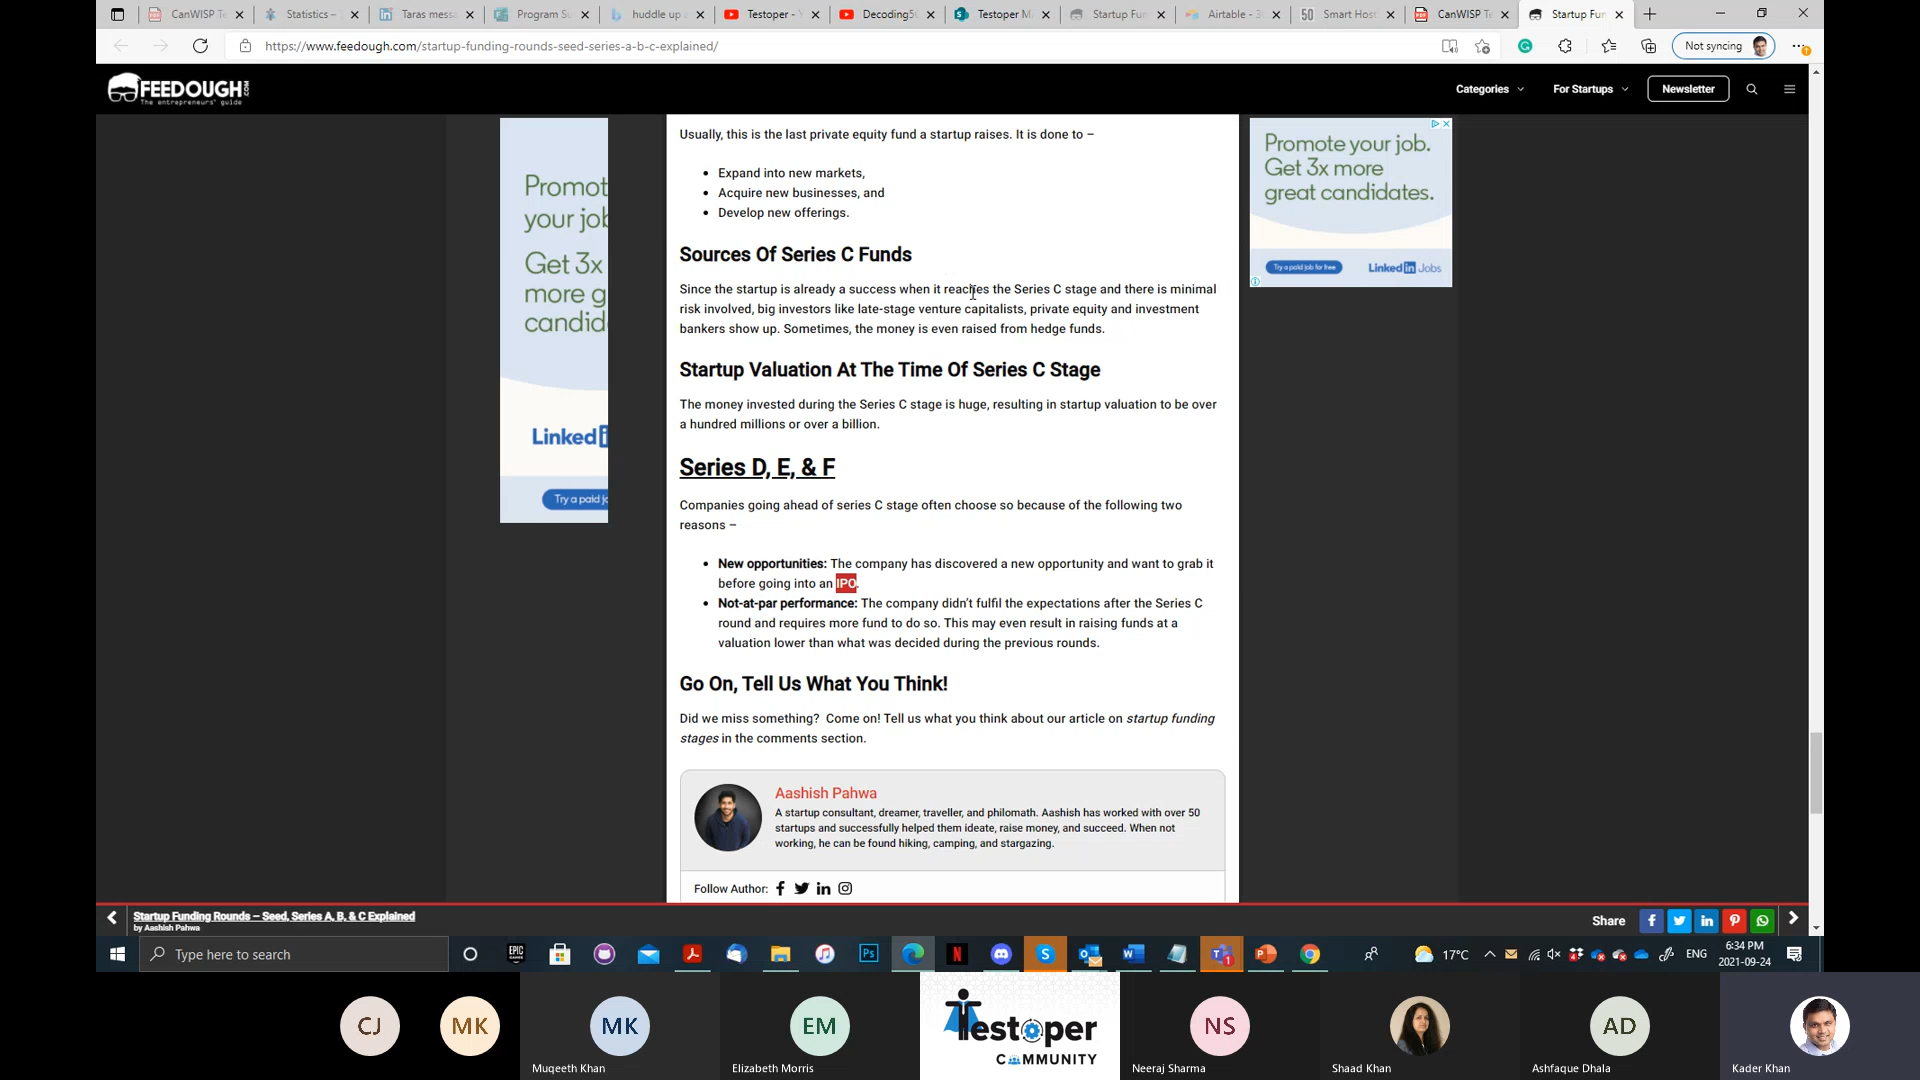 CanWISP Te
Statistics –
Taras messa
Program Su
huddle up a
Testoper - Y
Testoper M
Startup Fun
Airtable - 3
Smart Host
CanWISP Te
Startup Fun
https://www.feedough.com/startup-funding-rounds-seed-series-a-b-c-explained/
Not syncing
FEEDOUGH.COM
The entrepreneurs' guide
Categories
For Startups
Newsletter
Usually, this is the last private equity fund a startup raises. It is done to –
• Expand into new markets,
• Acquire new businesses, and
• Develop new offerings.
Sources Of Series C Funds
Since the startup is already a success when it reaches the Series C stage and there is minimal
risk involved, big investors like late-stage venture capitalists, private equity and investment
bankers show up. Sometimes, the money is even raised from hedge funds.
Startup Valuation At The Time Of Series C Stage
The money invested during the Series C stage is huge, resulting in startup valuation to be over
a hundred millions or over a billion.
Series D, E, & F
Companies going ahead of series C stage often choose so because of the following two
reasons –
• New opportunities: The company has discovered a new opportunity and want to grab it
before going into an IPO.
• Not-at-par performance: The company didn't fulfil the expectations after the Series C
round and requires more fund to do so. This may even result in raising funds at a
valuation lower than what was decided during the previous rounds.
Go On, Tell Us What You Think!
Did we miss something?  Come on! Tell us what you think about our article on startup funding
stages in the comments section.
Aashish Pahwa
A startup consultant, dreamer, traveller, and philomath. Aashish has worked with over 50
startups and successfully helped them ideate, raise money, and succeed. When not
working, he can be found hiking, camping, and stargazing.
Follow Author:
Promot
your job
Get 3x
more g
candid
Linked
Try a paid jo
Promote your job.
Get 3x more
great candidates.
Try a paid job for free
LinkedIn Jobs
Startup Funding Rounds – Seed, Series A, B, & C Explained
by Aashish Pahwa
Share
Type here to search
EPIC
GAMES
17°C
ENG
6:34 PM
2021-09-24
CJ
MK
MK
Muqeeth Khan
EM
Elizabeth Morris
Testoper
COMMUNITY
NS
Neeraj Sharma
Shaad Khan
AD
Ashfaque Dhala
Kader Khan